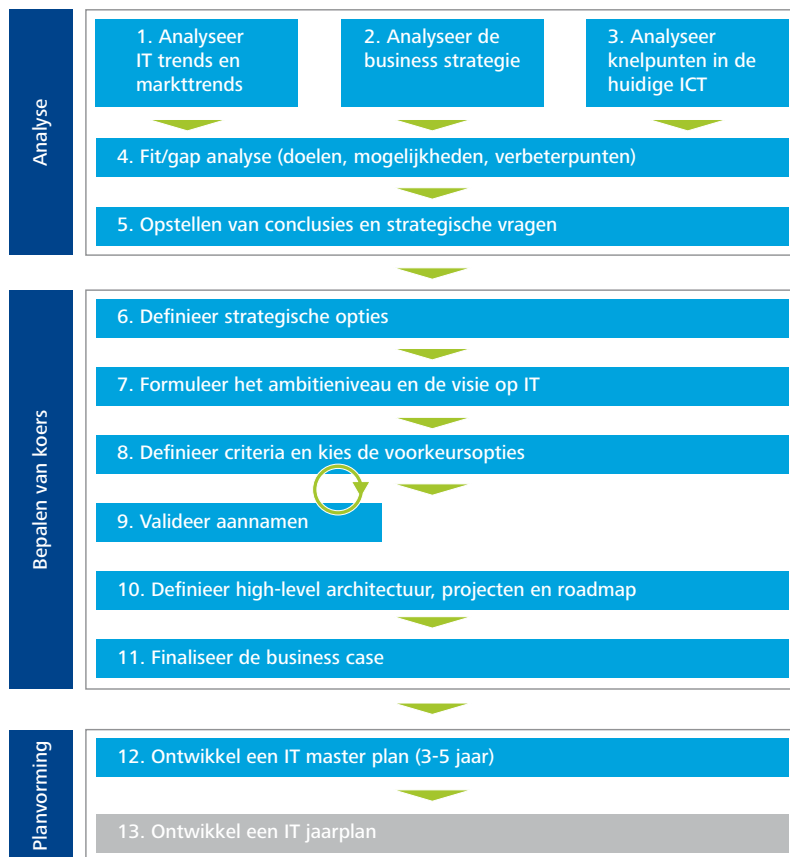 Analyse
1. Analyseer
IT trends en
markttrends
2. Analyseer de
business strategie
3. Analyseer
knelpunten in de
huidige ICT
4. Fit/gap analyse (doelen, mogelijkheden, verbeterpunten)
5. Opstellen van conclusies en strategische vragen
Bepalen van koers
6. Definieer strategische opties
7. Formuleer het ambitieniveau en de visie op IT
8. Definieer criteria en kies de voorkeursopties
9. Valideer aannamen
10. Definieer high-level architectuur, projecten en roadmap
11. Finaliseer de business case
Planvorming
12. Ontwikkel een IT master plan (3-5 jaar)
13. Ontwikkel een IT jaarplan